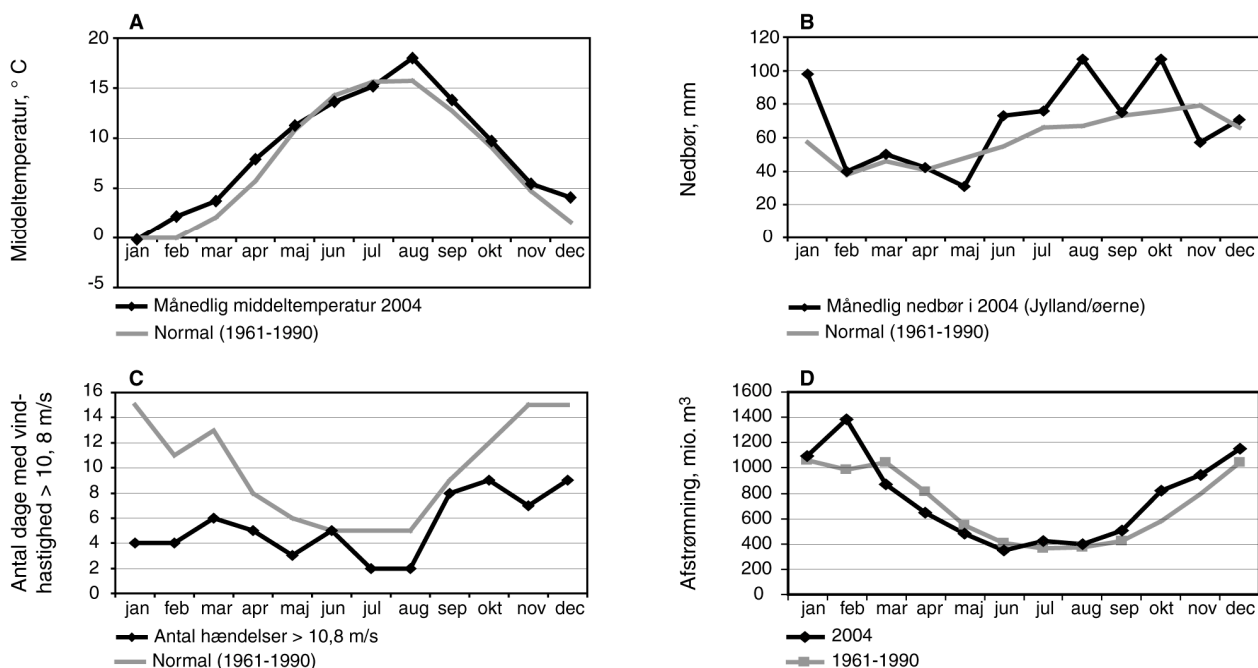 A
Middeltemperatur, ° C
20
15
10
5
0
-5
jan feb mar apr maj jun jul aug sep okt nov dec
Månedlig middeltemperatur 2004
Normal (1961-1990)
B
Nedbør, mm
120
100
80
60
40
20
0
jan feb mar apr maj jun jul aug sep okt nov dec
Månedlig nedbør i 2004 (Jylland/øerne)
Normal (1961-1990)
C
Antal dage med vind-
hastighed > 10, 8 m/s
16
14
12
10
8
6
4
2
0
jan feb mar apr maj jun jul aug sep okt nov dec
Antal hændelser > 10,8 m/s
Normal (1961-1990)
D
Afstrømning, mio. m³
1600
1400
1200
1000
800
600
400
200
0
jan feb mar apr maj jun jul aug sep okt nov dec
2004
1961-1990